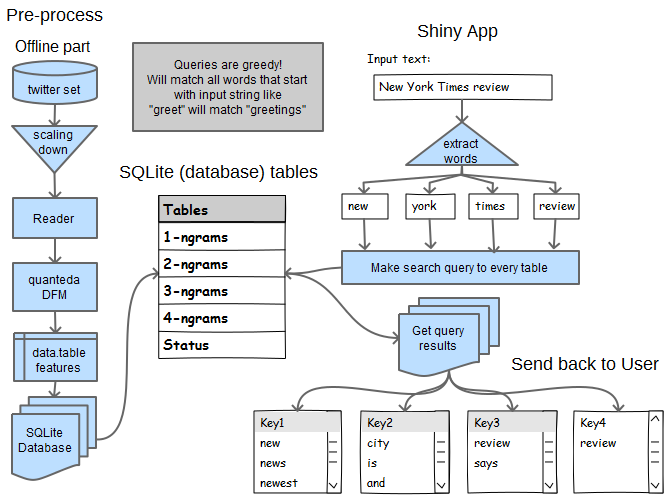 Pre-process
Offline part
twitter set
scaling
down
Reader
quanteda
DFM
data.table
features
SQLite
Database
Queries are greedy!
Will match all words that start
with input string like
"greet" will match "greetings"
SQLite (database) tables
Tables
1-ngrams
2-ngrams
3-ngrams
4-ngrams
Status
Shiny App
Input text:
New York Times review
extract
words
new
york
times
review
Make search query to every table
Get query
results
Send back to User
Key1
new
news
newest
Key2
city
is
and
Key3
review
says
Key4
review